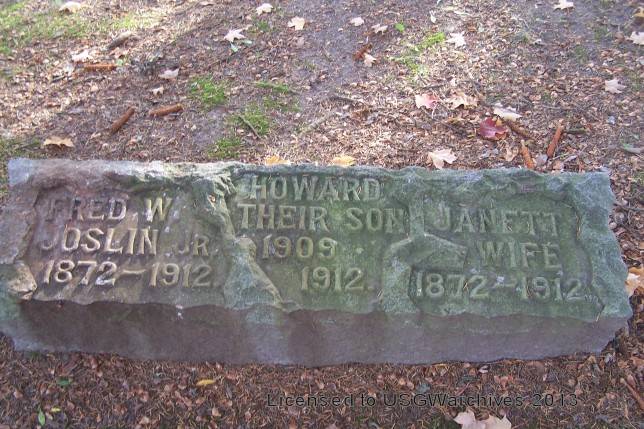 FRED. W.
JOSLIN JR.
1872-1912.
HOWARD
THEIR SON
1909
1912.
JANETT
WIFE
1872-1912.
Licensed to USGWarchives 2013